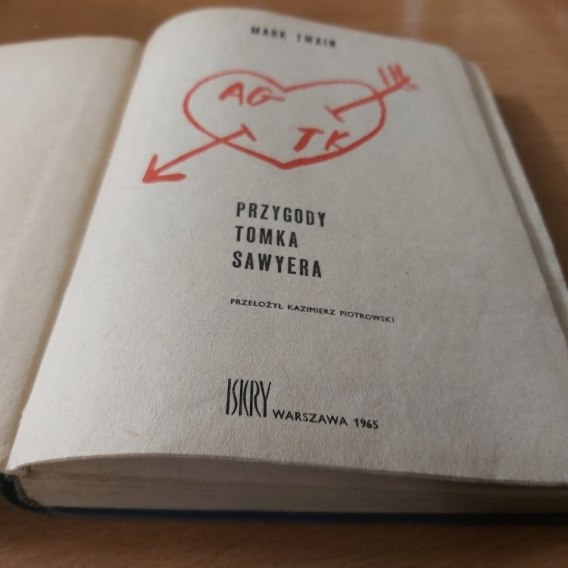 MARK TWAIN
AG
TK
PRZYGODY
TOMKA
SAWYERA
PRZEŁOŻYŁ KAZIMIERZ PIOTROWSKI
ISKRY WARSZAWA 1965